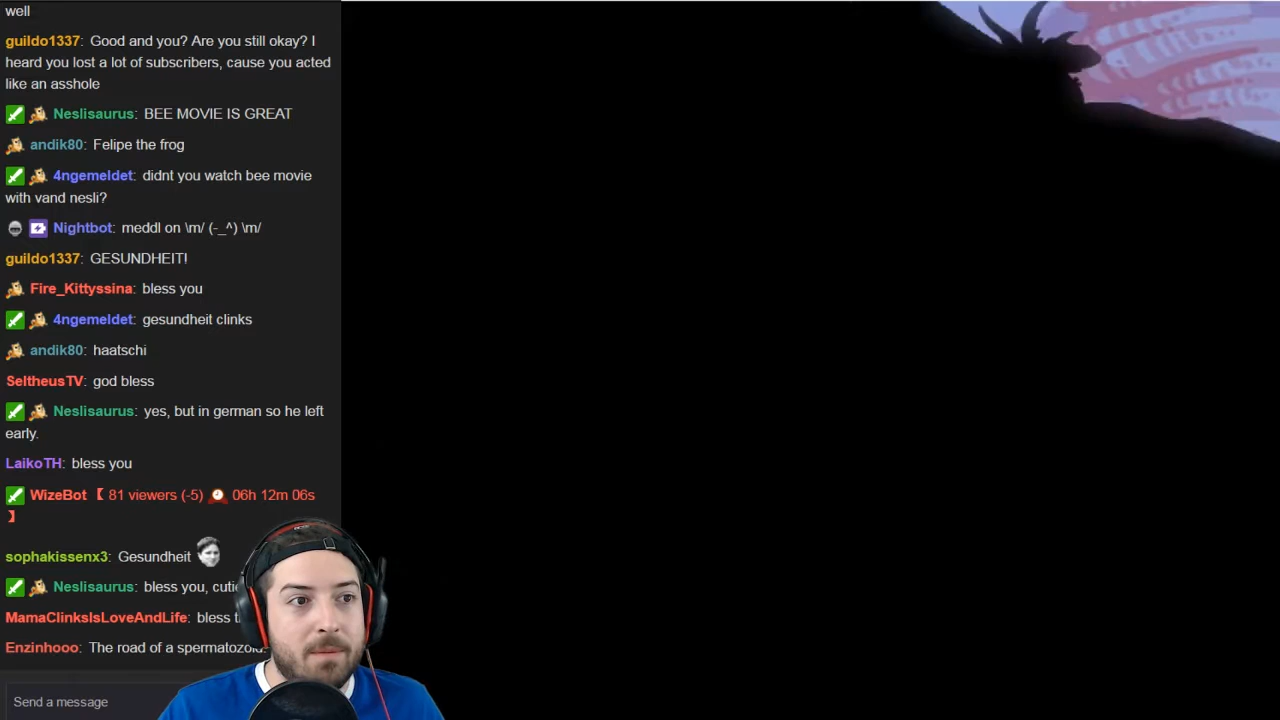 well
guildo1337: Good and you? Are you still okay? I
heard you lost a lot of subscribers, cause you acted
like an asshole
Neslisaurus: BEE MOVIE IS GREAT
andik80: Felipe the frog
4ngemeldet: didnt you watch bee movie
with vand nesli?
Nightbot: meddl on \m/ (-_^) \m/
guildo1337: GESUNDHEIT!
Fire_Kittyssina: bless you
4ngemeldet: gesundheit clinks
andik80: haatschi
SeltheusTV: god bless
Neslisaurus: yes, but in german so he left
early.
LaikoTH: bless you
WizeBot 【 81 viewers (-5) 06h 12m 06s
】
sophakissenx3: Gesundheit
Neslisaurus: bless you,
MamaClinksIsLoveAndLife: bless
Enzinhooo: The road of a spermatozoid.
Send a message